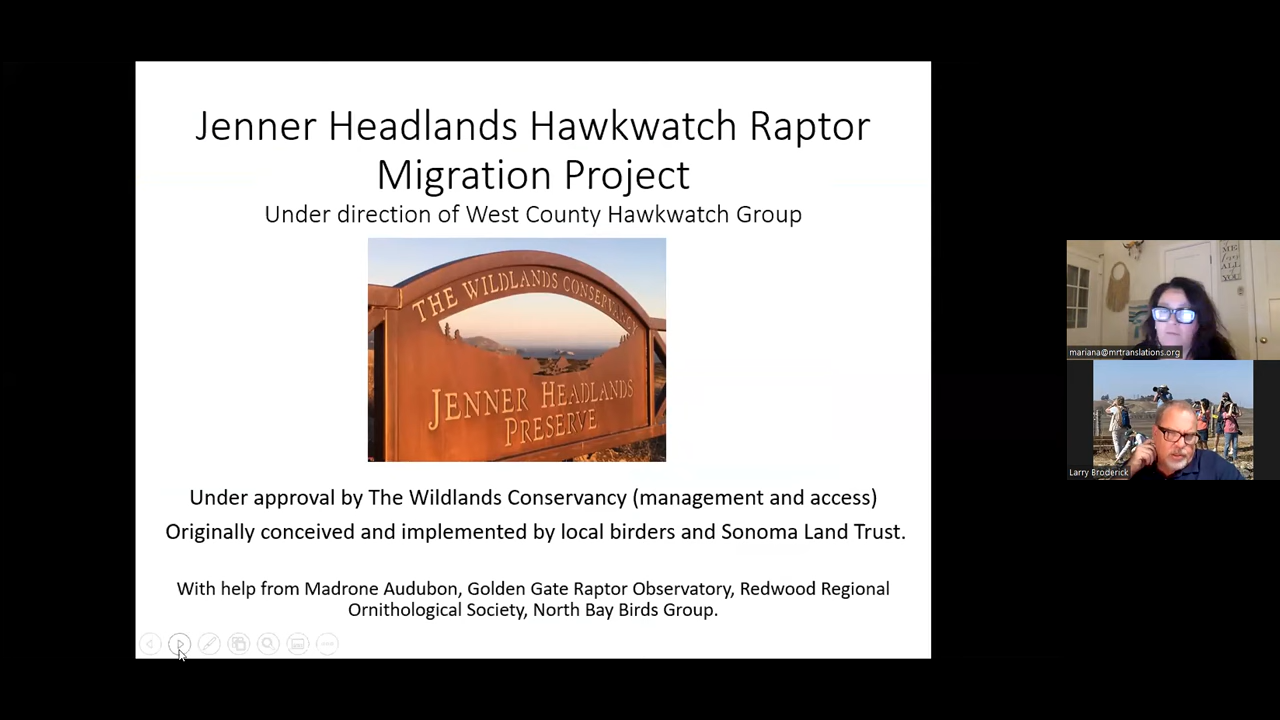 Jenner Headlands Hawkwatch Raptor
Migration Project
Under direction of West County Hawkwatch Group
THE WILDLANDS CONSERVANCY
JENNER HEADLANDS
PRESERVE
Under approval by The Wildlands Conservancy (management and access)
Originally conceived and implemented by local birders and Sonoma Land Trust.
With help from Madrone Audubon, Golden Gate Raptor Observatory, Redwood Regional
Ornithological Society, North Bay Birds Group.
ME
ALL
YOU
mariana@mrtranslations.org
Larry Broderick